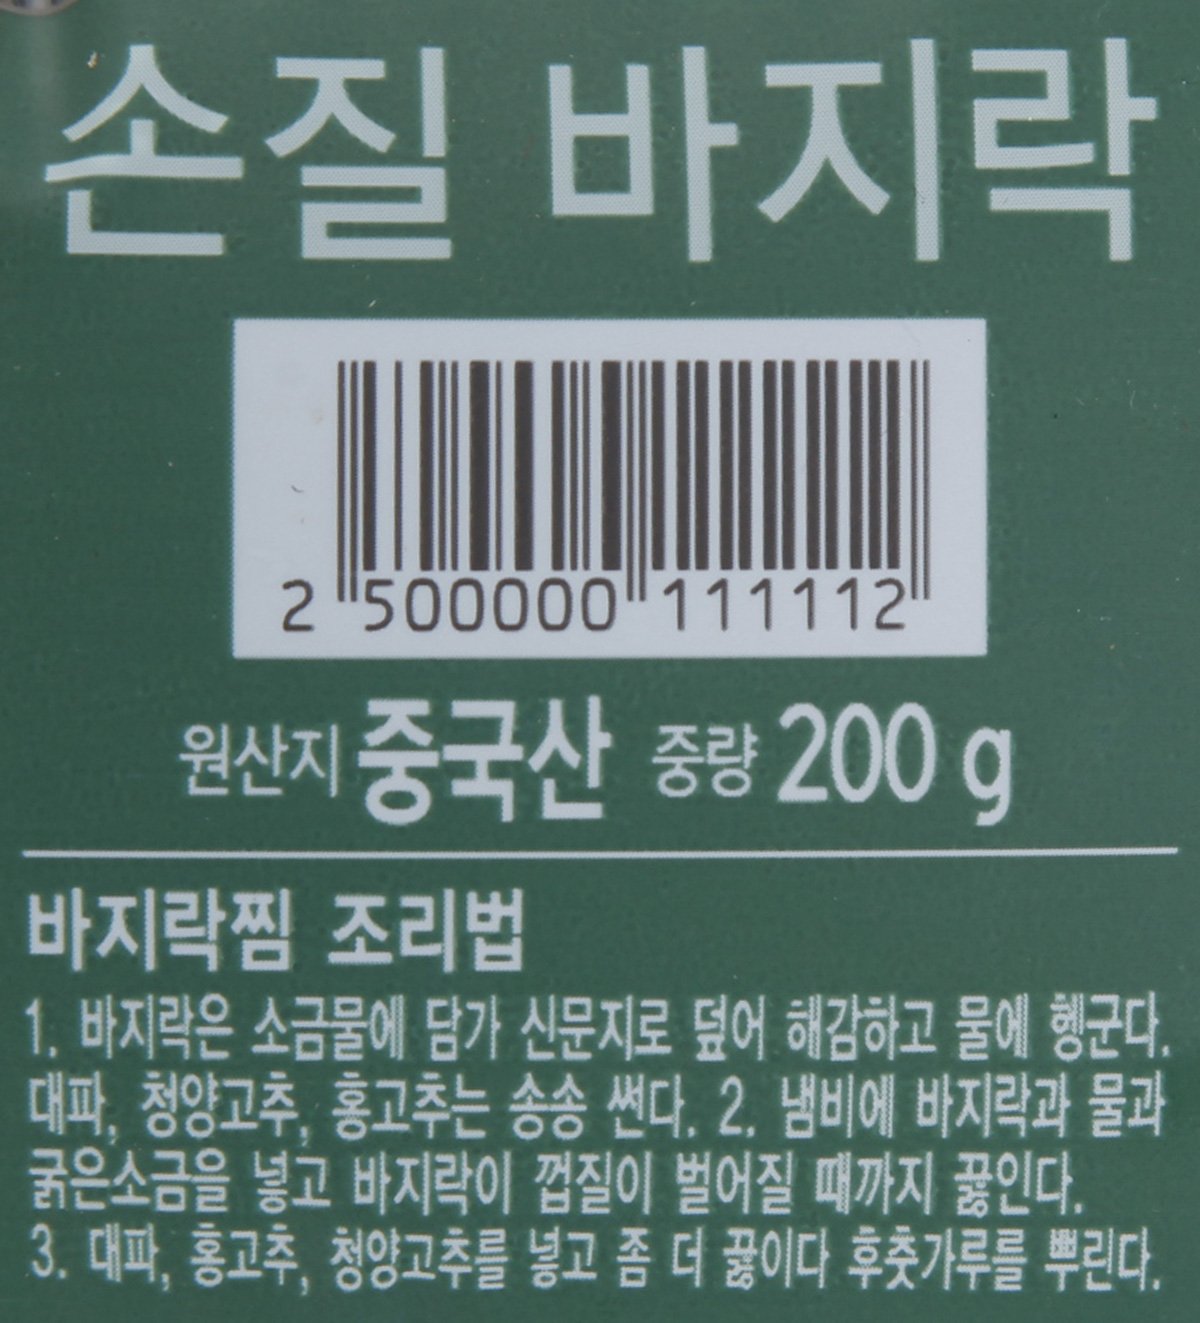 손질 바지락
2 500000 111112
원산지 중국산 중량 200 g
바지락찜 조리법
1. 바지락은 소금물에 담가 신문지로 덮어 해감하고 물에 헹군다.
대파, 청양고추, 홍고추는 송송 썬다. 2. 냄비에 바지락과 물과
굵은소금을 넣고 바지락이 껍질이 벌어질 때까지 끓인다.
3. 대파, 홍고추, 청양고추를 넣고 좀 더 끓이다 후춧가루를 뿌린다.